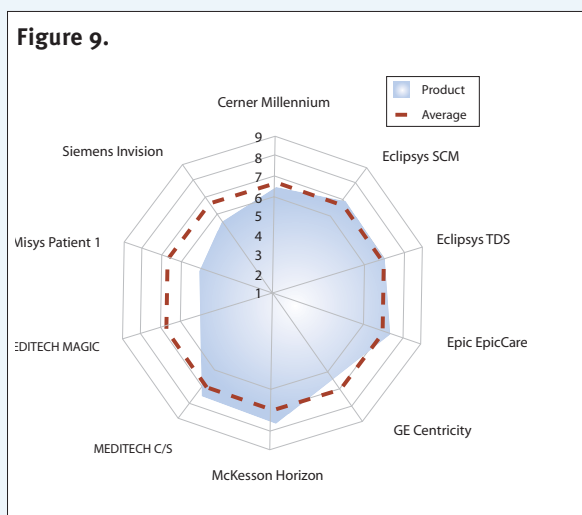 Figure 9.
Product
Average
Cerner Millennium
Eclipsys SCM
Eclipsys TDS
Epic EpicCare
GE Centricity
McKesson Horizon
MEDITECH C/S
EDITECH MAGIC
Misys Patient 1
Siemens Invision
9
8
7
6
5
4
3
2
1